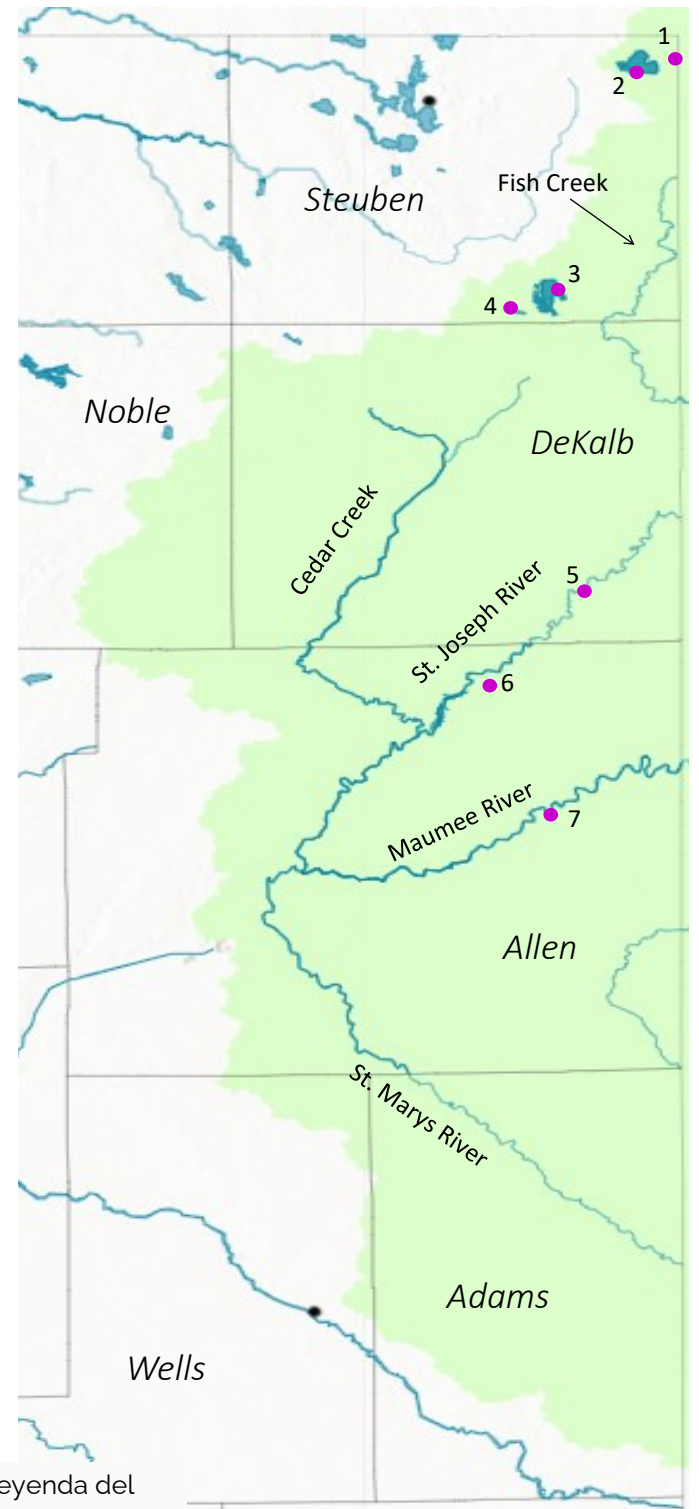 1
2
Steuben
Fish Creek
3
4
Noble
DeKalb
Cedar Creek
5
St. Joseph River
6
Maumee River
7
Allen
St. Marys River
Adams
Wells
eyenda del